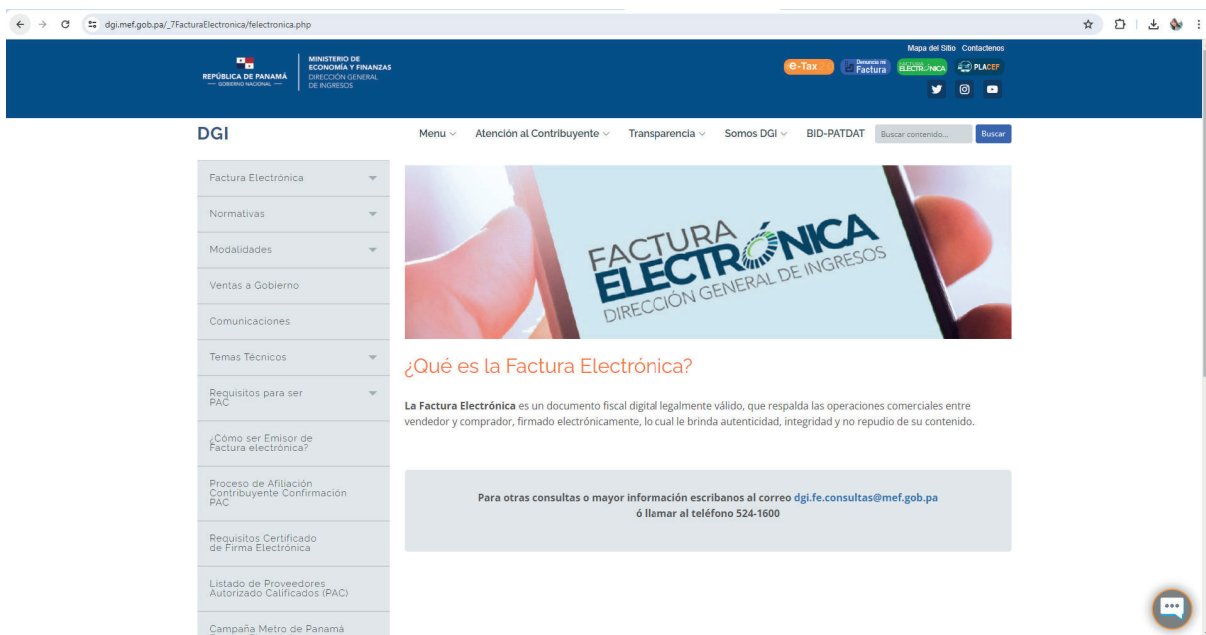 dgi.mef.gob.pa/_7FacturaElectronica/felectronica.php
Mapa del Sitio Contactenos
REPÚBLICA DE PANAMÁ
— GOBIERNO NACIONAL —
MINISTERIO DE
ECONOMÍA Y FINANZAS
DIRECCIÓN GENERAL
DE INGRESOS
e-Tax 2.0
Denuncia mi
Factura
FACTURA
ELECTRÓNICA
PLACEF
DGI
Menu
Atención al Contribuyente
Transparencia
Somos DGI
BID-PATDAT
Buscar contenido...
Buscar
Factura Electrónica
Normativas
Modalidades
Ventas a Gobierno
Comunicaciones
Temas Técnicos
Requisitos para ser
PAC
¿Cómo ser Emisor de
Factura electrónica?
Proceso de Afiliación
Contribuyente Confirmación
PAC
Requisitos Certificado
de Firma Electrónica
Listado de Proveedores
Autorizado Calificados (PAC)
Campaña Metro de Panamá
FACTURA
ELECTRÓNICA
DIRECCIÓN GENERAL DE INGRESOS
¿Qué es la Factura Electrónica?
La Factura Electrónica es un documento fiscal digital legalmente válido, que respalda las operaciones comerciales entre
vendedor y comprador, firmado electrónicamente, lo cual le brinda autenticidad, integridad y no repudio de su contenido.
Para otras consultas o mayor información escribanos al correo dgi.fe.consultas@mef.gob.pa
ó llamar al teléfono 524-1600